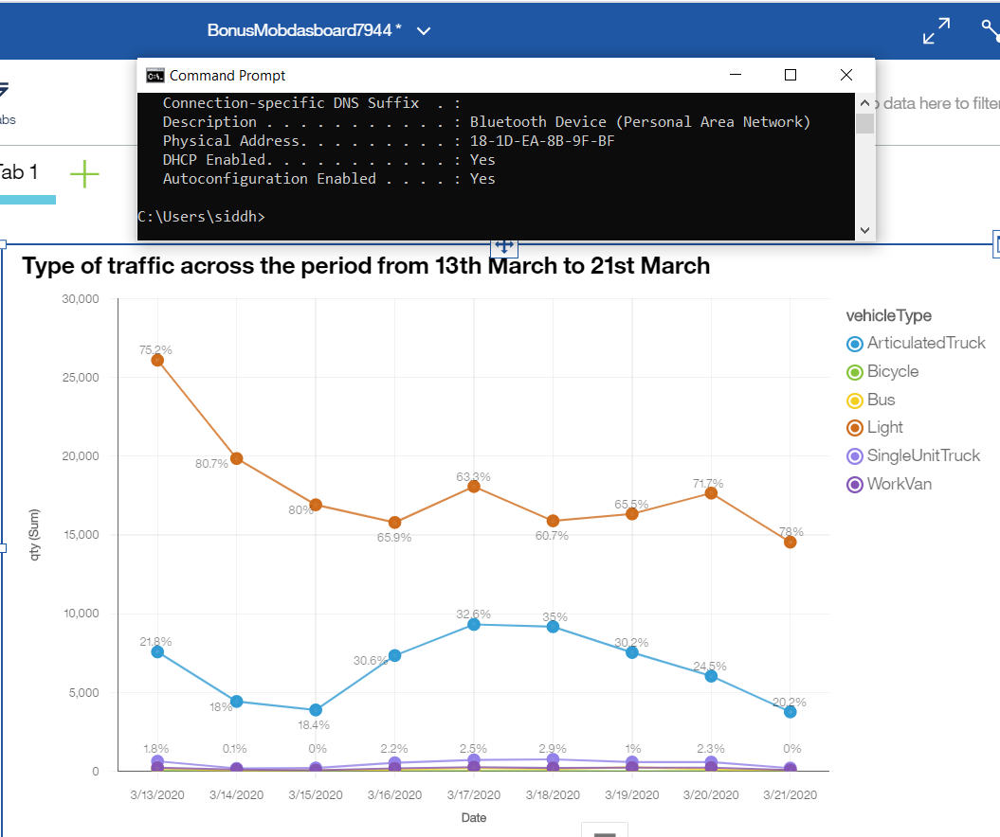 BonusMobdasboard7944 *
Command Prompt
Connection-specific DNS Suffix . :
Description . . . . . . . . . . . : Bluetooth Device (Personal Area Network)
Physical Address. . . . . . . . . : 18-1D-EA-8B-9F-BF
DHCP Enabled. . . . . . . . . . . : Yes
Autoconfiguration Enabled . . . . : Yes
C:\Users\siddh>
data here to filter
abs
Tab 1
Type of traffic across the period from 13th March to 21st March
30,000
25,000
20,000
15,000
10,000
5,000
0
qty (Sum)
75.2%
80.7%
80%
65.9%
63.3%
60.7%
65.5%
71.7%
78%
21.8%
18%
18.4%
30.6%
32.6%
35%
30.2%
24.5%
20.2%
1.8%
0.1%
0%
2.2%
2.5%
2.9%
1%
2.3%
0%
3/13/2020
3/14/2020
3/15/2020
3/16/2020
3/17/2020
3/18/2020
3/19/2020
3/20/2020
3/21/2020
Date
vehicleType
ArticulatedTruck
Bicycle
Bus
Light
SingleUnitTruck
WorkVan